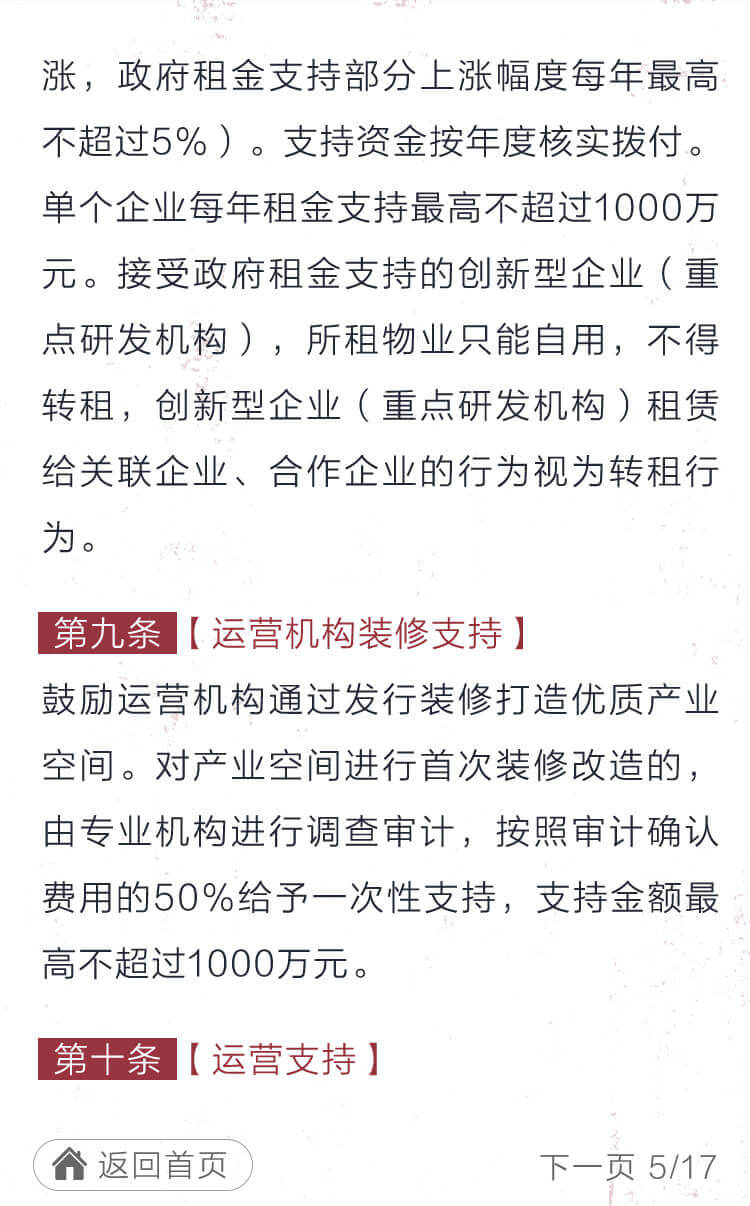 涨，政府租金支持部分上涨幅度每年最高
不超过5%）。支持资金按年度核实拨付。
单个企业每年租金支持最高不超过1000万
元。接受政府租金支持的创新型企业（重
点研发机构），所租物业只能自用，不得
转租，创新型企业（重点研发机构）租赁
给关联企业、合作企业的行为视为转租行
为。
第九条【运营机构装修支持】
鼓励运营机构通过发行装修打造优质产业
空间。对产业空间进行首次装修改造的，
由专业机构进行调查审计，按照审计确认
费用的50%给予一次性支持，支持金额最
高不超过1000万元。
第十条【运营支持】
返回首页 下一页 5/17